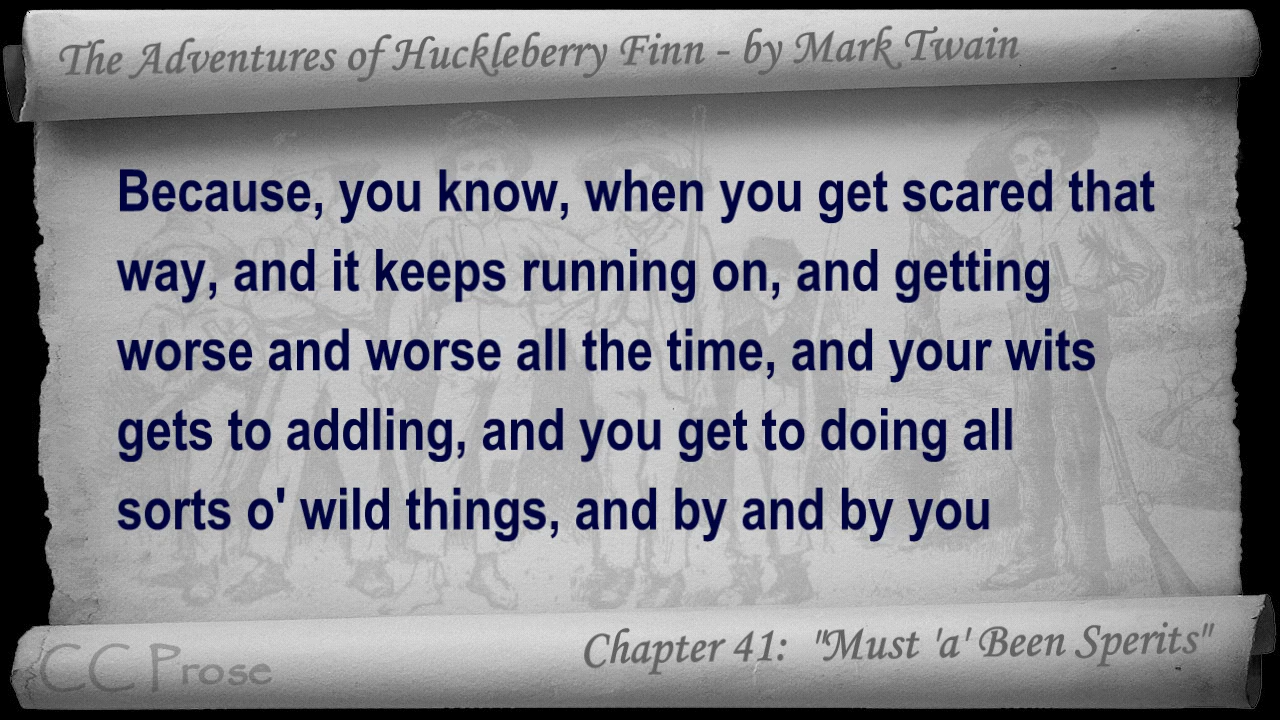 The Adventures of Huckleberry Finn - by Mark Twain
Because, you know, when you get scared that
way, and it keeps running on, and getting
worse and worse all the time, and your wits
gets to addling, and you get to doing all
sorts o' wild things, and by and by you
CC Prose
Chapter 41: "Must 'a' Been Sperits"